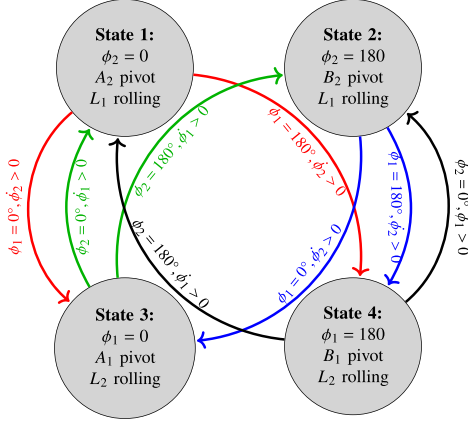 State 1:
ϕ₂ = 0
A₂ pivot
L₁ rolling
State 2:
ϕ₂ = 180
B₂ pivot
L₁ rolling
ϕ₁ = 0°, ϕ̇₂ > 0
ϕ₂ = 0°, ϕ̇₁ > 0
ϕ₂ = 180°, ϕ̇₁ > 0
ϕ₁ = 180°, ϕ̇₂ > 0
ϕ₁ = 180°, ϕ̇₂ > 0
ϕ₂ = 0°, ϕ̇₁ > 0
ϕ₂ = 180°, ϕ̇₁ > 0
ϕ₁ = 0°, ϕ̇₂ > 0
State 3:
ϕ₁ = 0
A₁ pivot
L₂ rolling
State 4:
ϕ₁ = 180
B₁ pivot
L₂ rolling